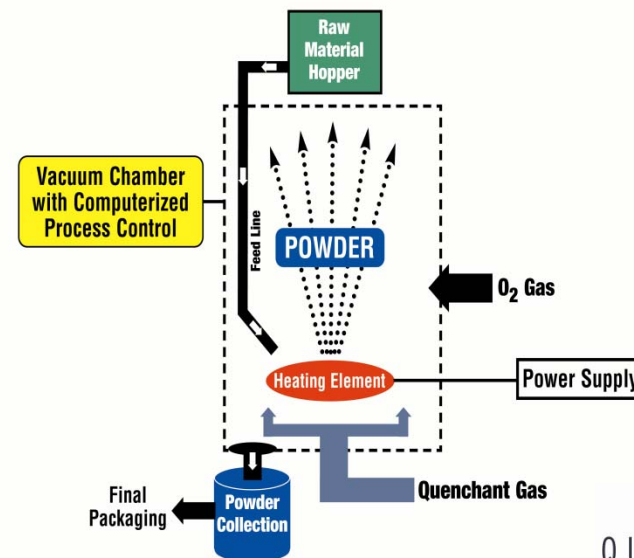 Raw
Material
Hopper
Vacuum Chamber
with Computerized
Process Control
Feed Line
POWDER
O₂ Gas
Heating Element
Power Supply
Quenchant Gas
Final
Packaging
Powder
Collection